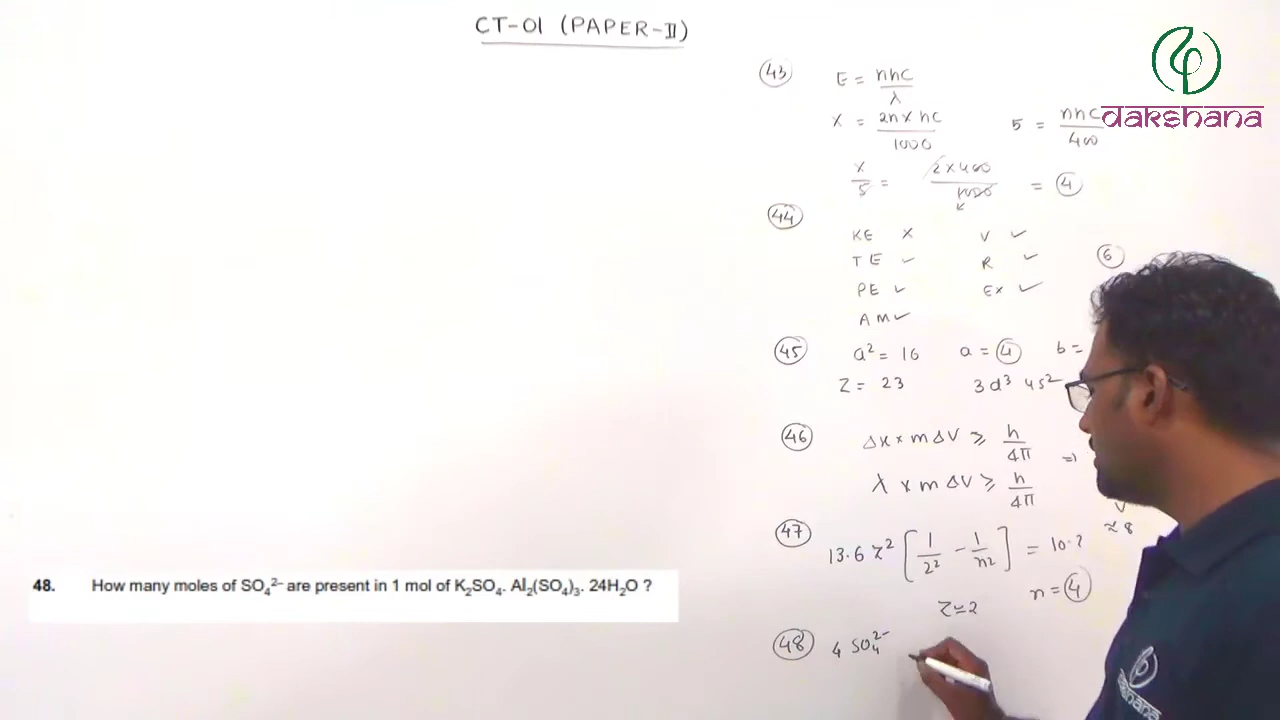 CT-01 (PAPER-II)
dakshana
43 E = nhc/λ
x = 2n x hc/1000 5 = nhc/400
x/5 = 2 x 400/1000 = 4
44
KE x V ✓
TE ✓ R ✓ 6
PE ✓ Ex ✓
AM ✓
45 a² = 16 a = 4 b =
Z = 23 3d³ 4s²
46 Δx × mΔV ≥ h/4π ⇒
λ × mΔV ≥ h/4π
V
≈ 8
47 13.6 Z² [1/2² - 1/n²] = 10.2
Z=2 n = 4
48. How many moles of SO₄²⁻ are present in 1 mol of K₂SO₄. Al₂(SO₄)₃. 24H₂O ?
48 4 SO₄²⁻
dakshana